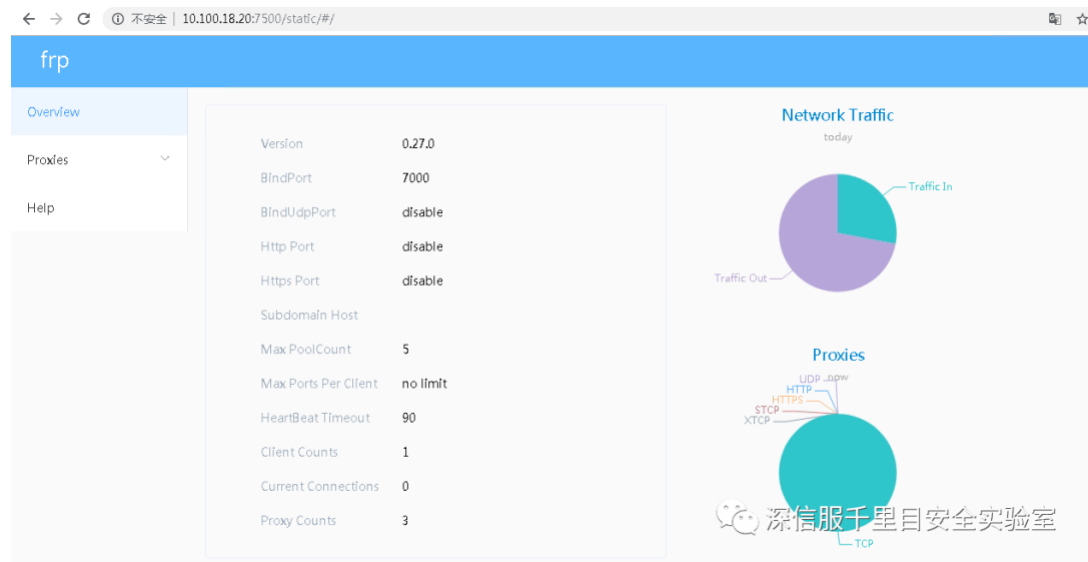 不安全 | 10.100.18.20:7500/static/#/
frp
Overview
Proxies
Help
Version 0.27.0
BindPort 7000
BindUdpPort disable
Http Port disable
Https Port disable
Subdomain Host
Max PoolCount 5
Max Ports Per Client no limit
HeartBeat Timeout 90
Client Counts 1
Current Connections 0
Proxy Counts 3
Network Traffic
today
Traffic In
Traffic Out
Proxies
now
UDP
HTTP
HTTPS
STCP
XTCP
TCP
深信服千里目安全实验室